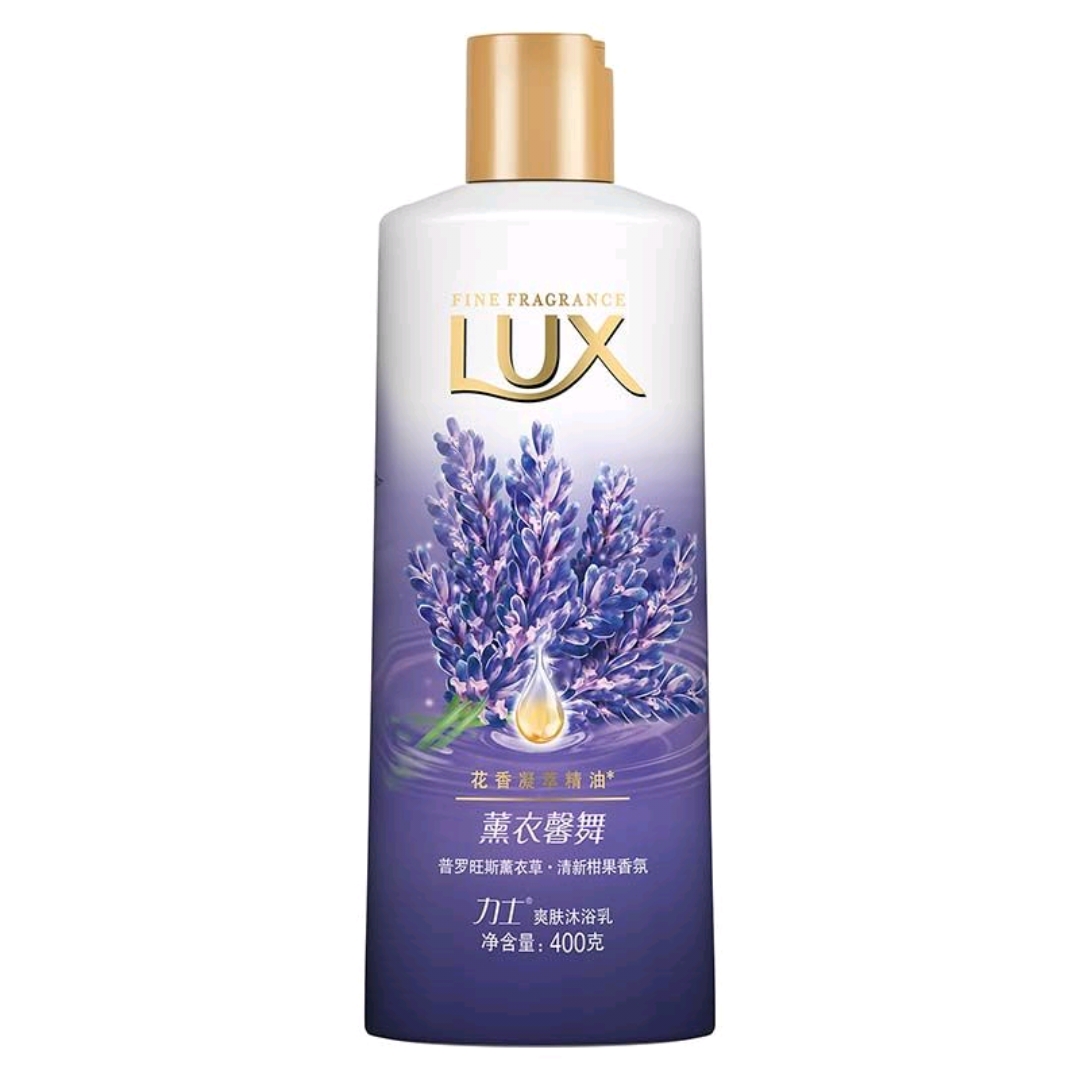 FINE FRAGRANCE
LUX
花香凝萃精油*
薰衣馨舞
普罗旺斯薰衣草·清新柑果香氛
力士® 爽肤沐浴乳
净含量：400克